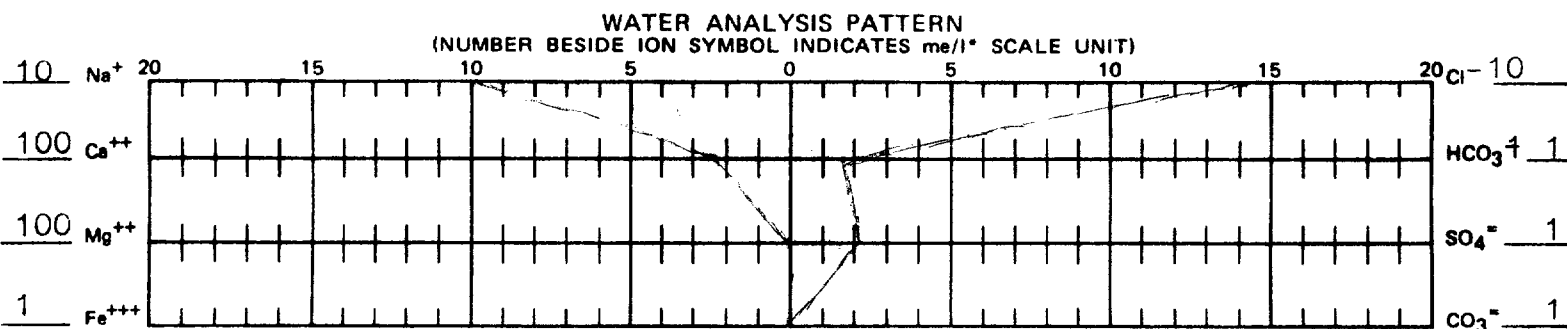 WATER ANALYSIS PATTERN
(NUMBER BESIDE ION SYMBOL INDICATES me/l* SCALE UNIT)
10 Na+ 20 15 10 5 0 5 10 15 20 Cl- 10
100 Ca++ HCO3- 1
100 Mg++ SO4= 1
1 Fe+++ CO3= 1